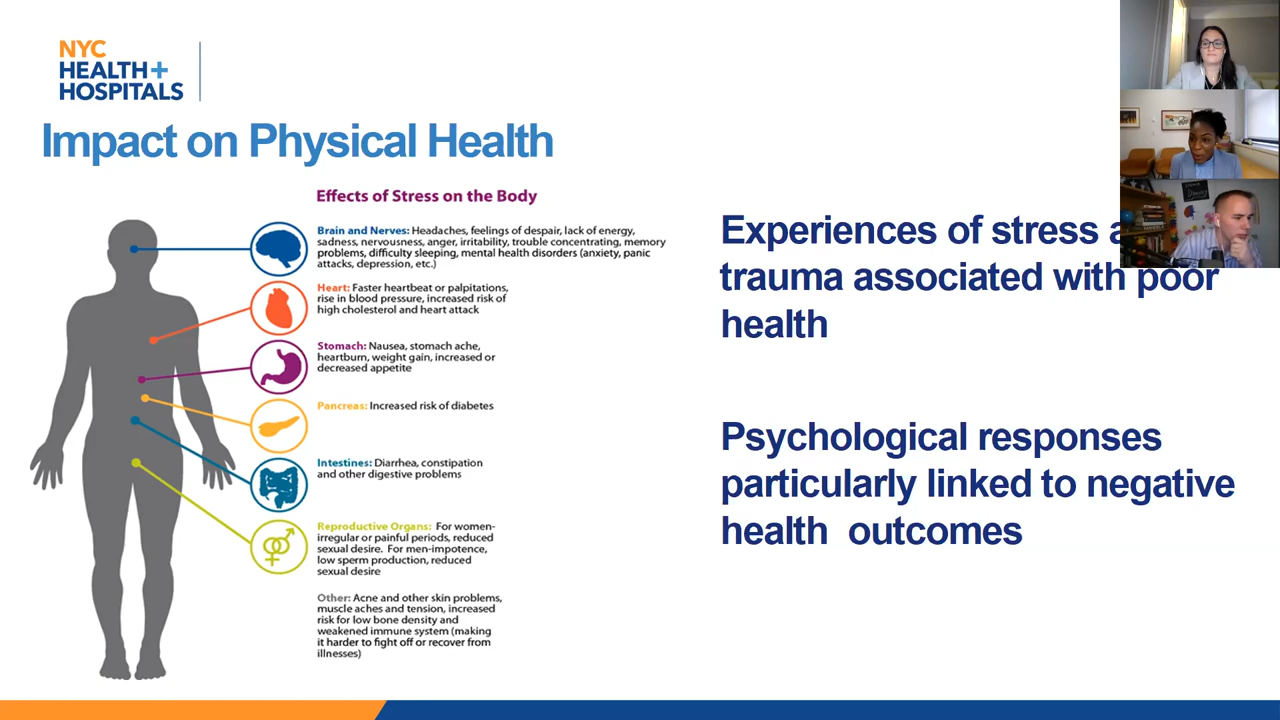 NYC
HEALTH+
HOSPITALS
Impact on Physical Health
Effects of Stress on the Body
Brain and Nerves: Headaches, feelings of despair, lack of energy,
sadness, nervousness, anger, irritability, trouble concentrating, memory
problems, difficulty sleeping, mental health disorders (anxiety, panic
attacks, depression, etc.)
Heart: Faster heartbeat or palpitations,
rise in blood pressure, increased risk of
high cholesterol and heart attack
Stomach: Nausea, stomach ache,
heartburn, weight gain, increased or
decreased appetite
Pancreas: Increased risk of diabetes
Intestines: Diarrhea, constipation
and other digestive problems
Reproductive Organs: For women-
irregular or painful periods, reduced
sexual desire. For men-impotence,
low sperm production, reduced
sexual desire
Other: Acne and other skin problems,
muscle aches and tension, increased
risk for low bone density and
weakened immune system (making
it harder to fight off or recover from
illnesses)
Experiences of stress
trauma associated with poor
health
Psychological responses
particularly linked to negative
health outcomes